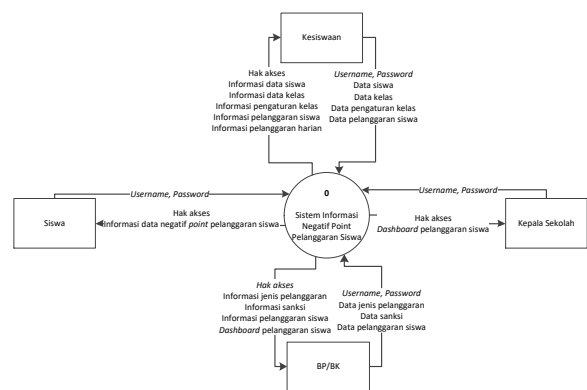 Kesiswaan
Hak akses
Informasi data siswa
Informasi data kelas
Informasi pengaturan kelas
Informasi pelanggaran siswa
Informasi pelanggaran harian
Username, Password
Data siswa
Data kelas
Data pengaturan kelas
Data pelanggaran siswa
Username, Password
Siswa
Hak akses
Informasi data negatif point pelanggaran siswa
0
Sistem Informasi
Negatif Point
Pelanggaran Siswa
Username, Password
Hak akses
Dashboard pelanggaran siswa
Kepala Sekolah
Hak akses
Informasi jenis pelanggaran
Informasi sanksi
Informasi pelanggaran siswa
Dashboard pelanggaran siswa
Username, Password
Data jenis pelanggaran
Data sanksi
Data pelanggaran siswa
BP/BK